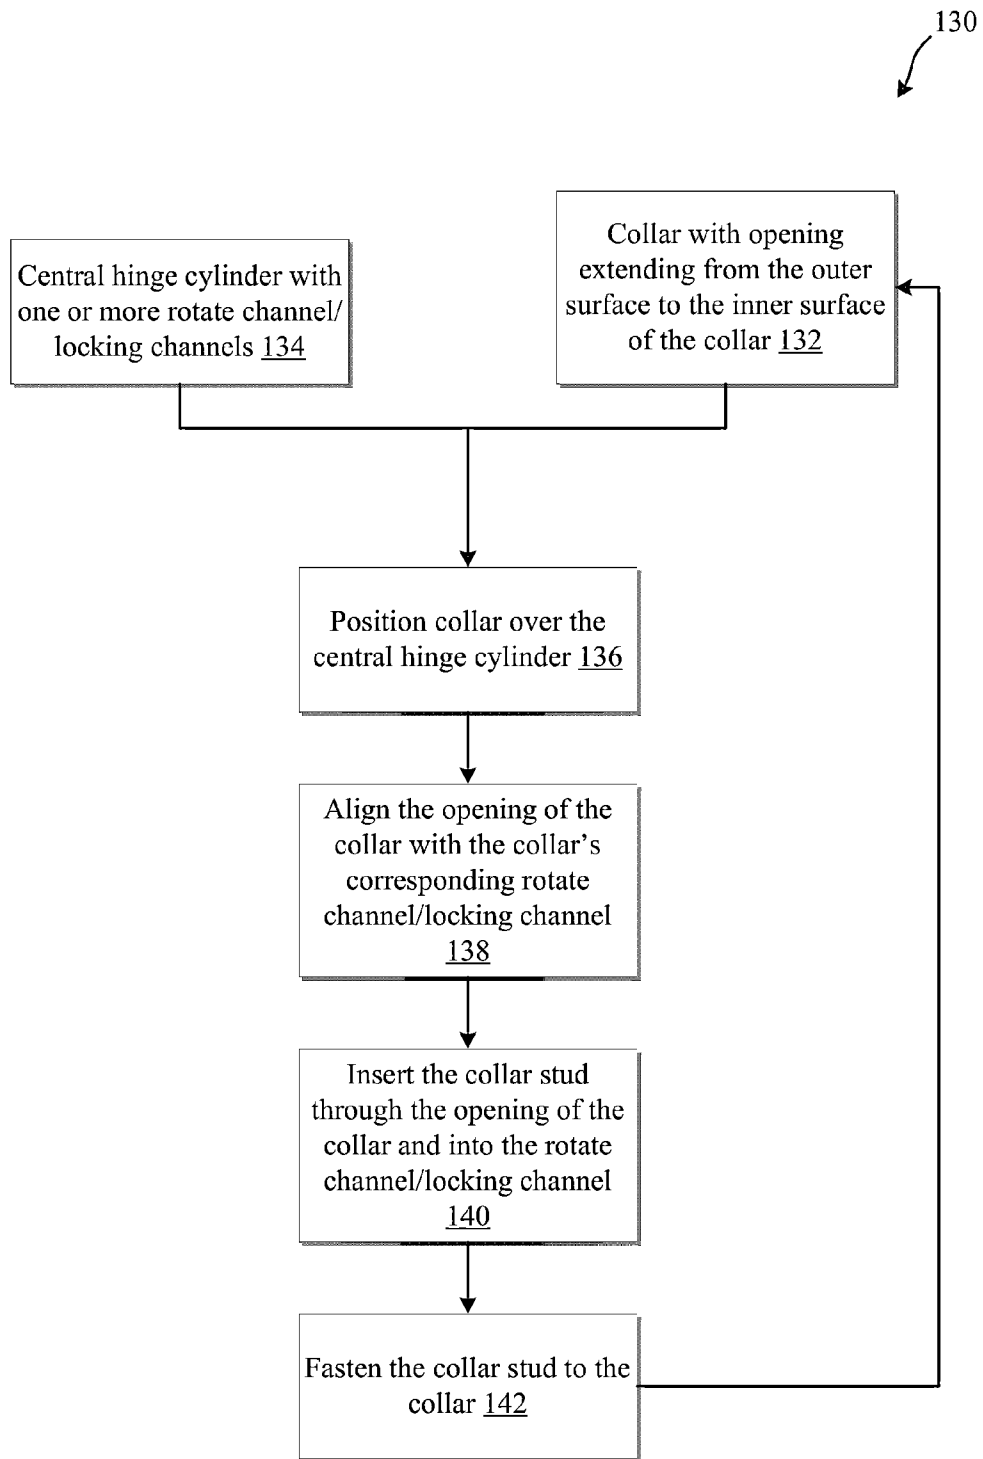 130
Central hinge cylinder with
one or more rotate channel/
locking channels 134
Collar with opening
extending from the outer
surface to the inner surface
of the collar 132
Position collar over the
central hinge cylinder 136
Align the opening of the
collar with the collar’s
corresponding rotate
channel/locking channel
138
Insert the collar stud
through the opening of the
collar and into the rotate
channel/locking channel
140
Fasten the collar stud to the
collar 142